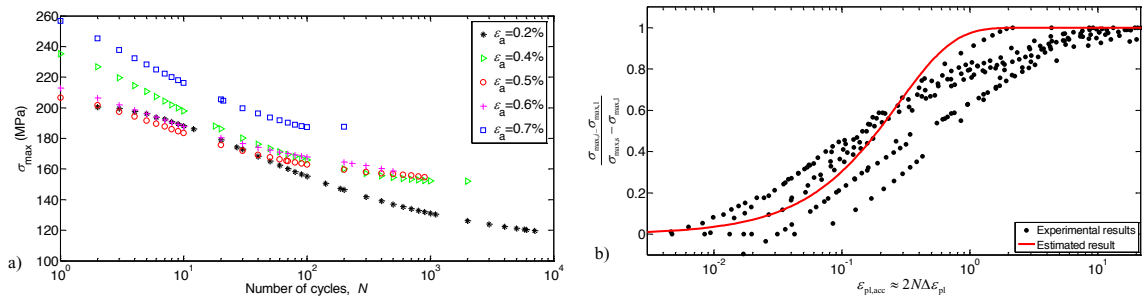 260
240
220
200
180
160
140
120
100
σmax (MPa)
10^0
10^1
10^2
10^3
10^4
Number of cycles, N
εa=0.2%
εa=0.4%
εa=0.5%
εa=0.6%
εa=0.7%
a)
1
0.8
0.6
0.4
0.2
0
σmax,i − σmax,1
σmax,s − σmax,1
10^-2
10^-1
10^0
10^1
εpl,acc ≈ 2NΔεpl
Experimental results
Estimated result
b)